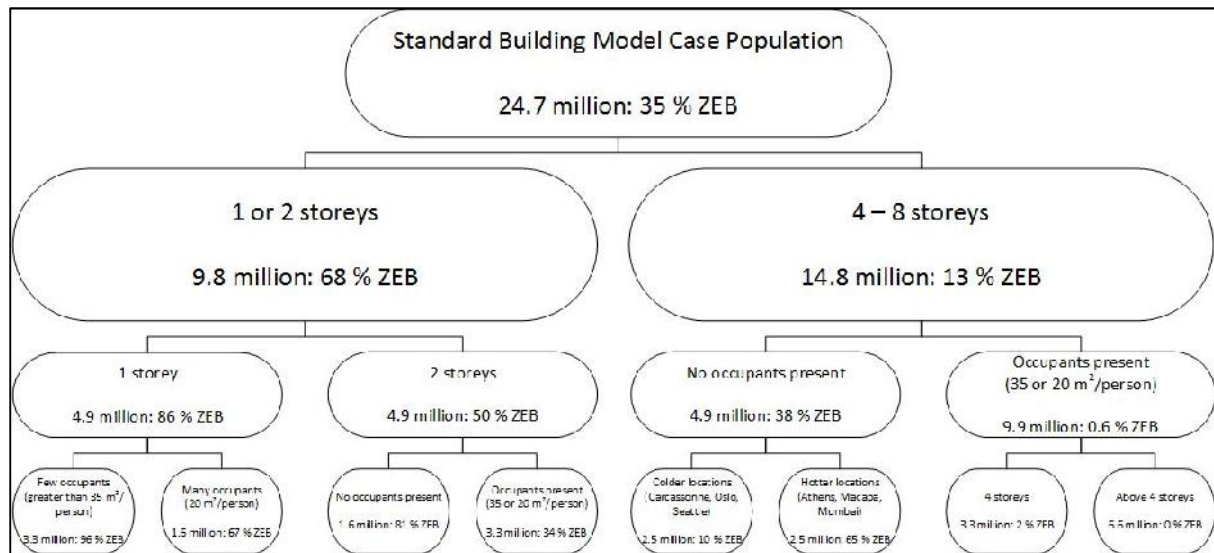 Standard Building Model Case Population
24.7 million: 35 % ZEB
1 or 2 storeys
9.8 million: 68 % ZEB
4 – 8 storeys
14.8 million: 13 % ZEB
1 storey
4.9 million: 86 % ZEB
2 storeys
4.9 million: 50 % ZEB
No occupants present
4.9 million: 38 % ZEB
Occupants present
(35 or 20 m²/person)
9.9 million: 0.6 % ZEB
Few occupants
(greater than 35 m²/
person)
3.3 million: 96 % ZEB
Many occupants
(20 m²/person)
million: 67 % ZEB
No occupants present
1.6 million: 81 % ZEB
Occupants present
(35 or 20 m²/person)
3.3 million: 34 % ZEB
Colder locations
(Carcassonne, Oslo,
Seattle)
2.5 million: 10 % ZEB
Hotter locations
(Athens, Macapa,
Mumbai)
2.5 million: 65 % ZEB
4 storeys
3.3 million: 2 % ZEB
Above 4 storeys
million: 0 % ZEB